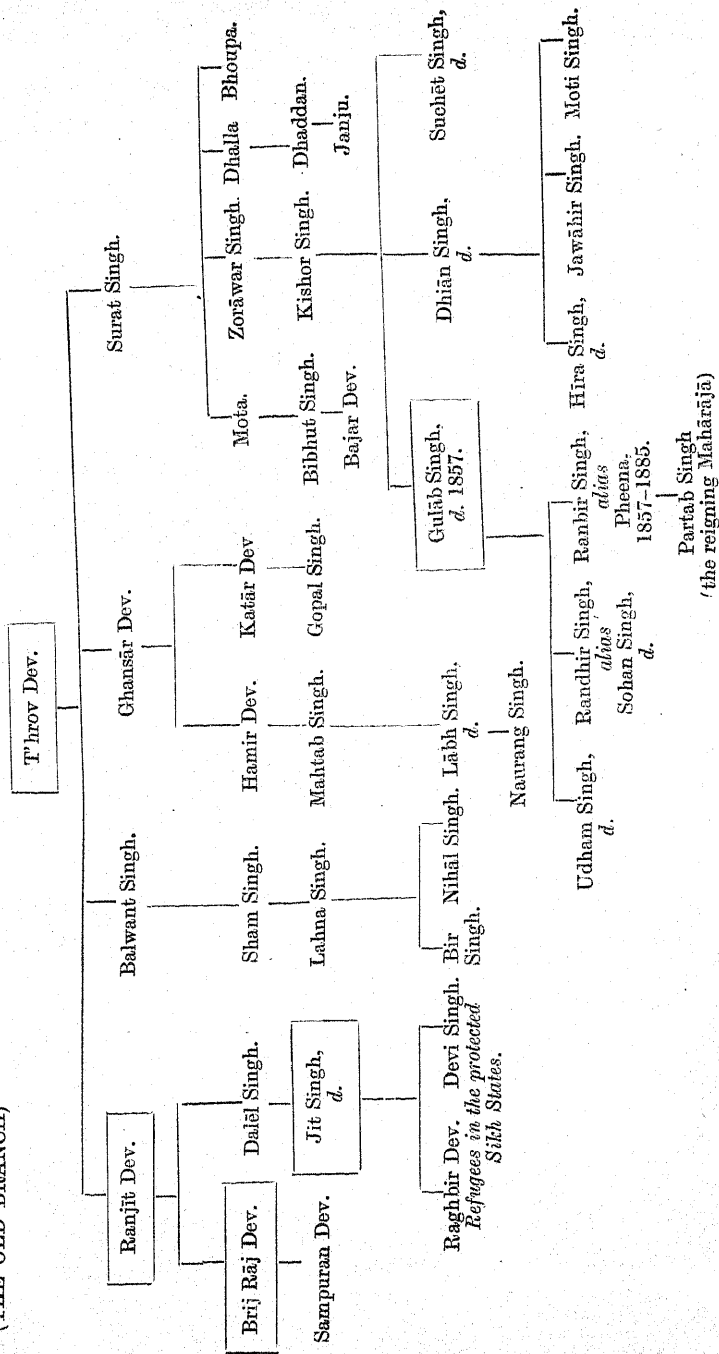 (THE OLD BRANCH)
T'hrov Dev.
Ranjīt Dev.
Balwant Singh.
Ghansār Dev.
Surat Singh.
Brij Rāj Dev.
Dalēl Singh.
Sham Singh.
Hamir Dev.
Katār Dev
Mota.
Zorāwar Singh.
Dhalla
Bhoupa.
Sampuran Dev.
Jit Singh,
d.
Lahna Singh.
Mahtab Singh.
Gopal Singh.
Bibhut Singh.
Kishor Singh.
Dhaddan.
Bajar Dev.
Janju.
Raghbir Dev.
Devi Singh.
Refugees in the protected
Sikh States.
Bir
Singh.
Nihāl Singh.
Lābh Singh,
d.
Naurang Singh.
Gulāb Singh,
d. 1857.
Dhiān Singh,
d.
Suchēt Singh,
d.
Udham Singh,
d.
Randhir Singh,
alias
Sohan Singh,
d.
Ranbir Singh,
alias
Pheena,
1857-1885.
Hīra Singh,
d.
Jawāhir Singh.
Moti Singh.
Partab Singh
(the reigning Mahārājā)